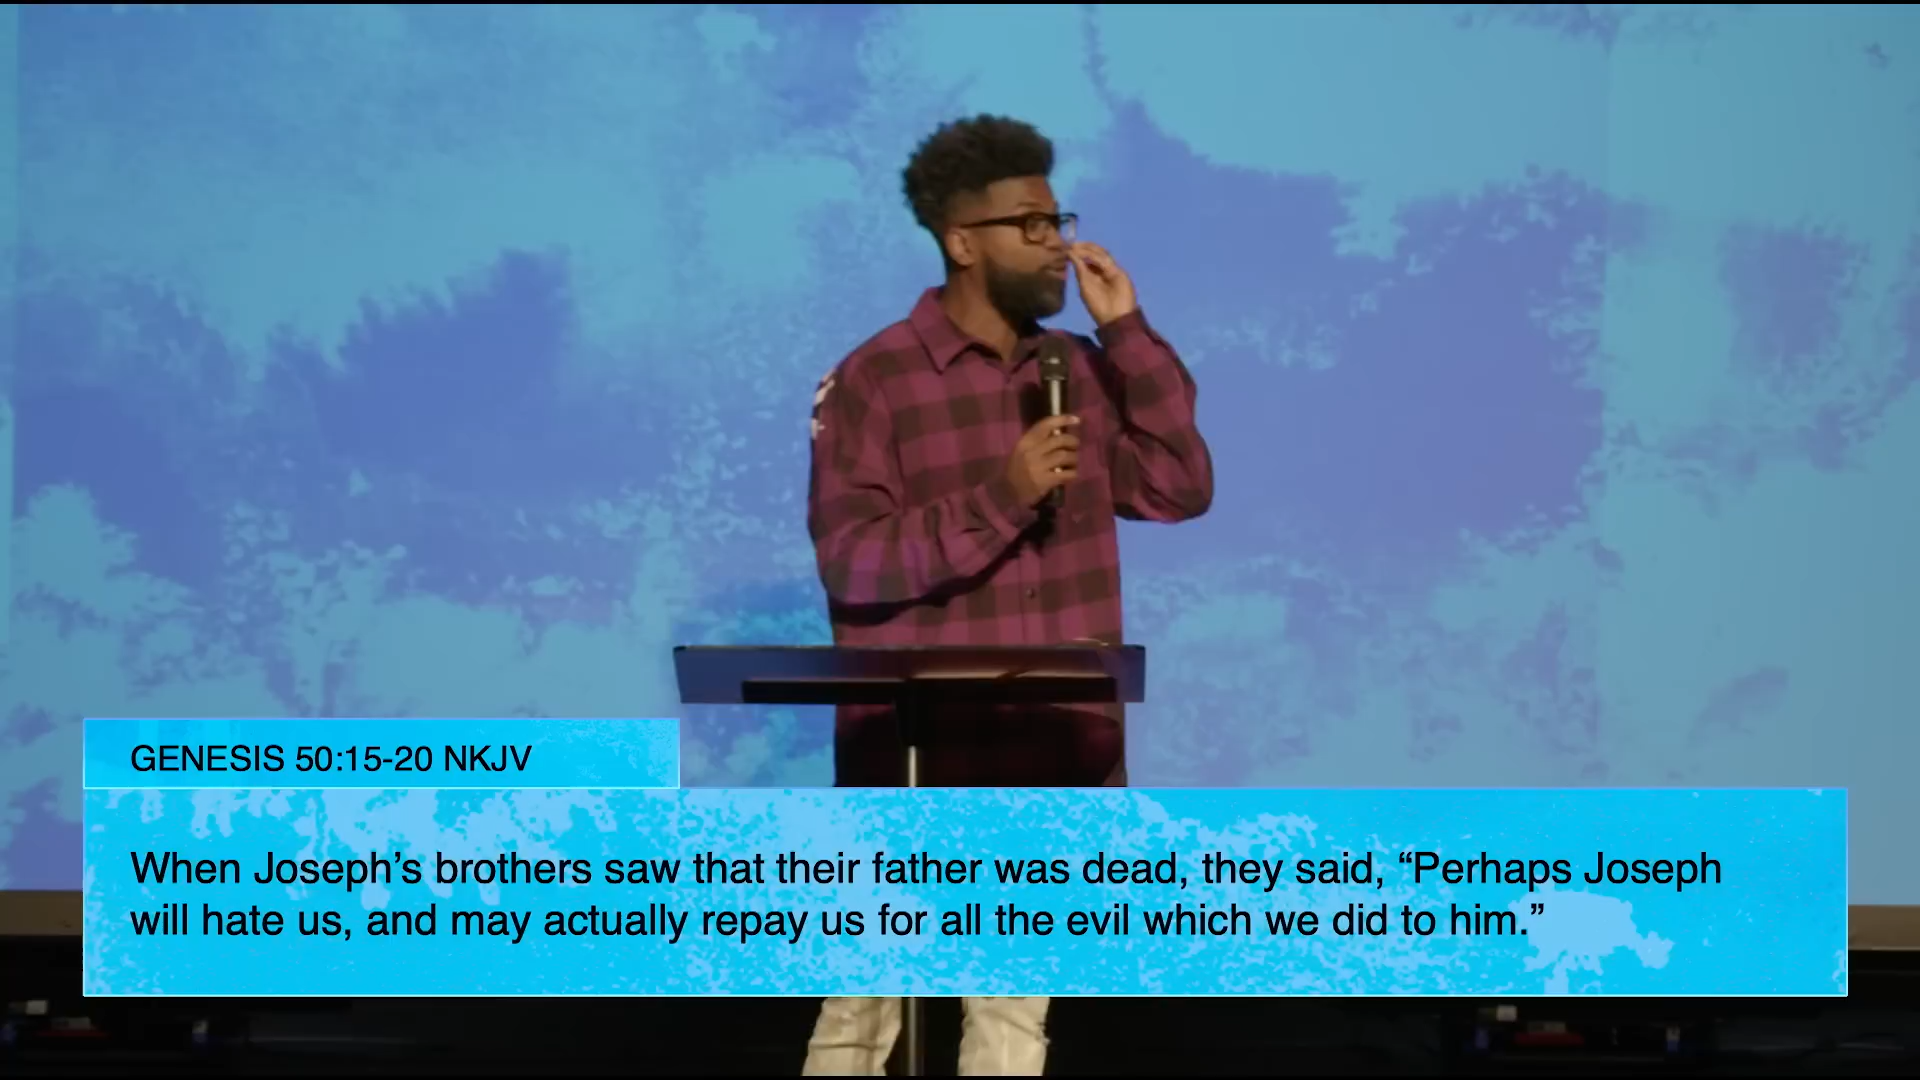 GENESIS 50:15-20 NKJV
When Joseph’s brothers saw that their father was dead, they said, “Perhaps Joseph
will hate us, and may actually repay us for all the evil which we did to him.”